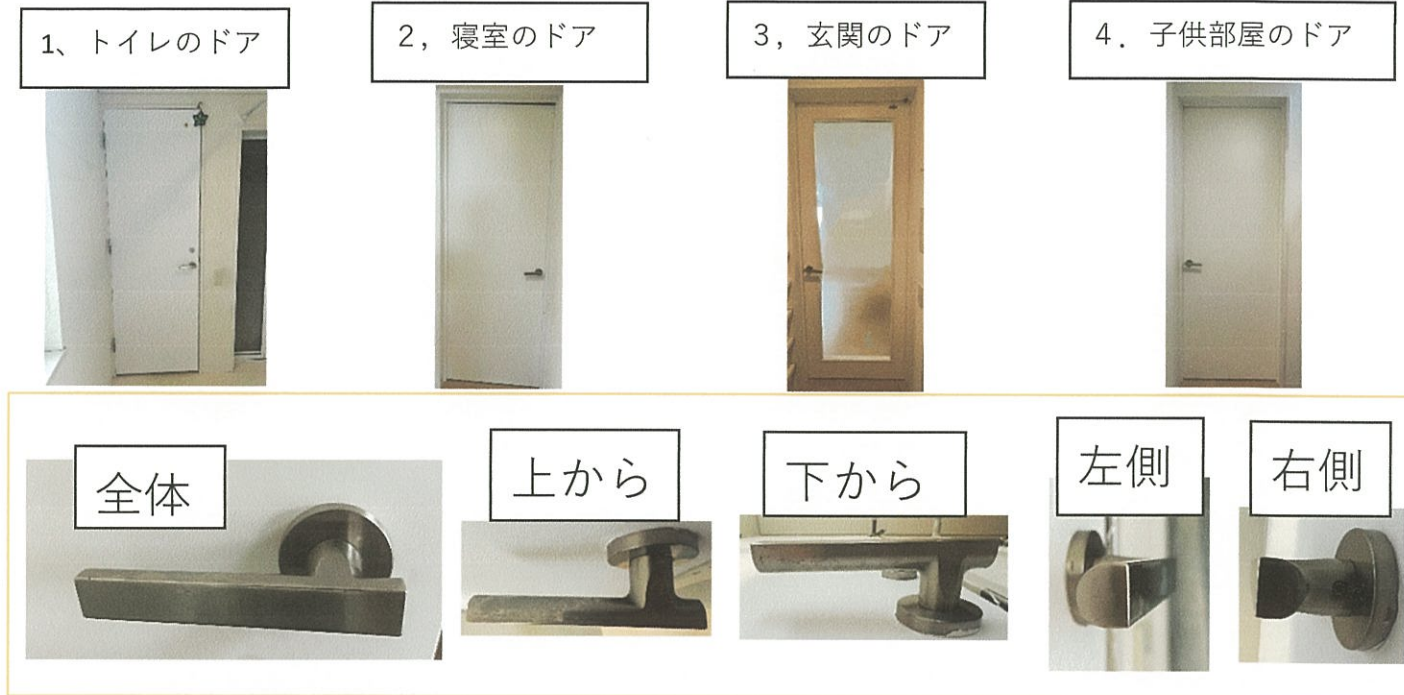 1、トイレのドア
2，寝室のドア
3，玄関のドア
4．子供部屋のドア
全体
上から
下から
左側
右側